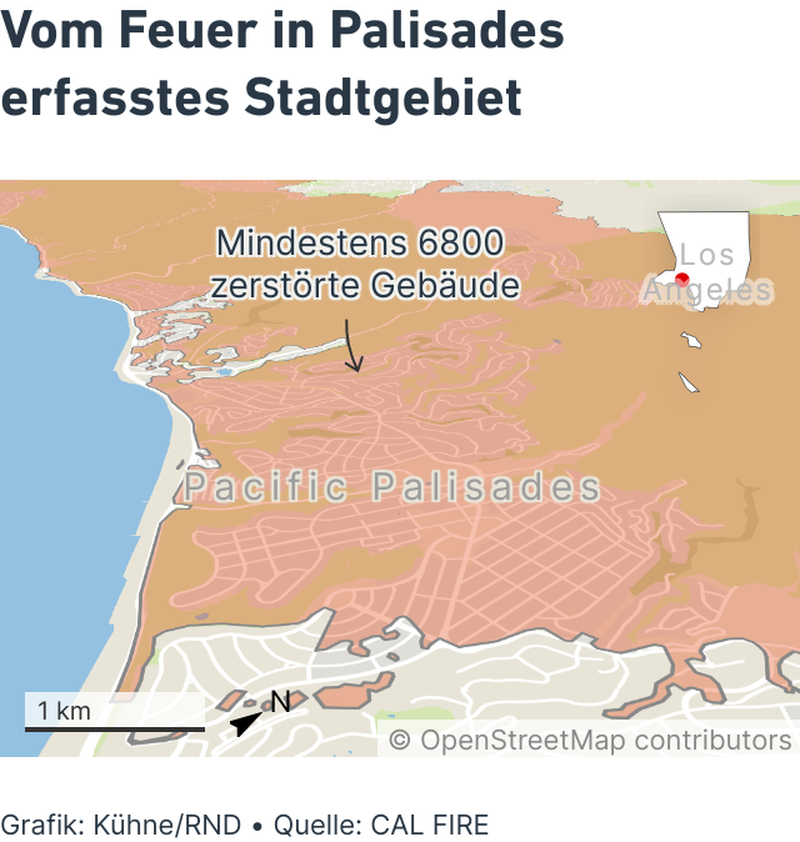 Vom Feuer in Palisades
erfasstes Stadtgebiet
Mindestens 6800
zerstörte Gebäude
Los
Angeles
Pacific Palisades
1 km
N
© OpenStreetMap contributors
Grafik: Kühne/RND • Quelle: CAL FIRE